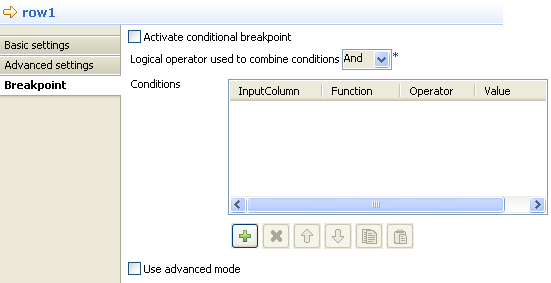 row1
Basic settings
Advanced settings
Breakpoint
Activate conditional breakpoint
Logical operator used to combine conditions And *
Conditions
InputColumn Function Operator Value
Use advanced mode